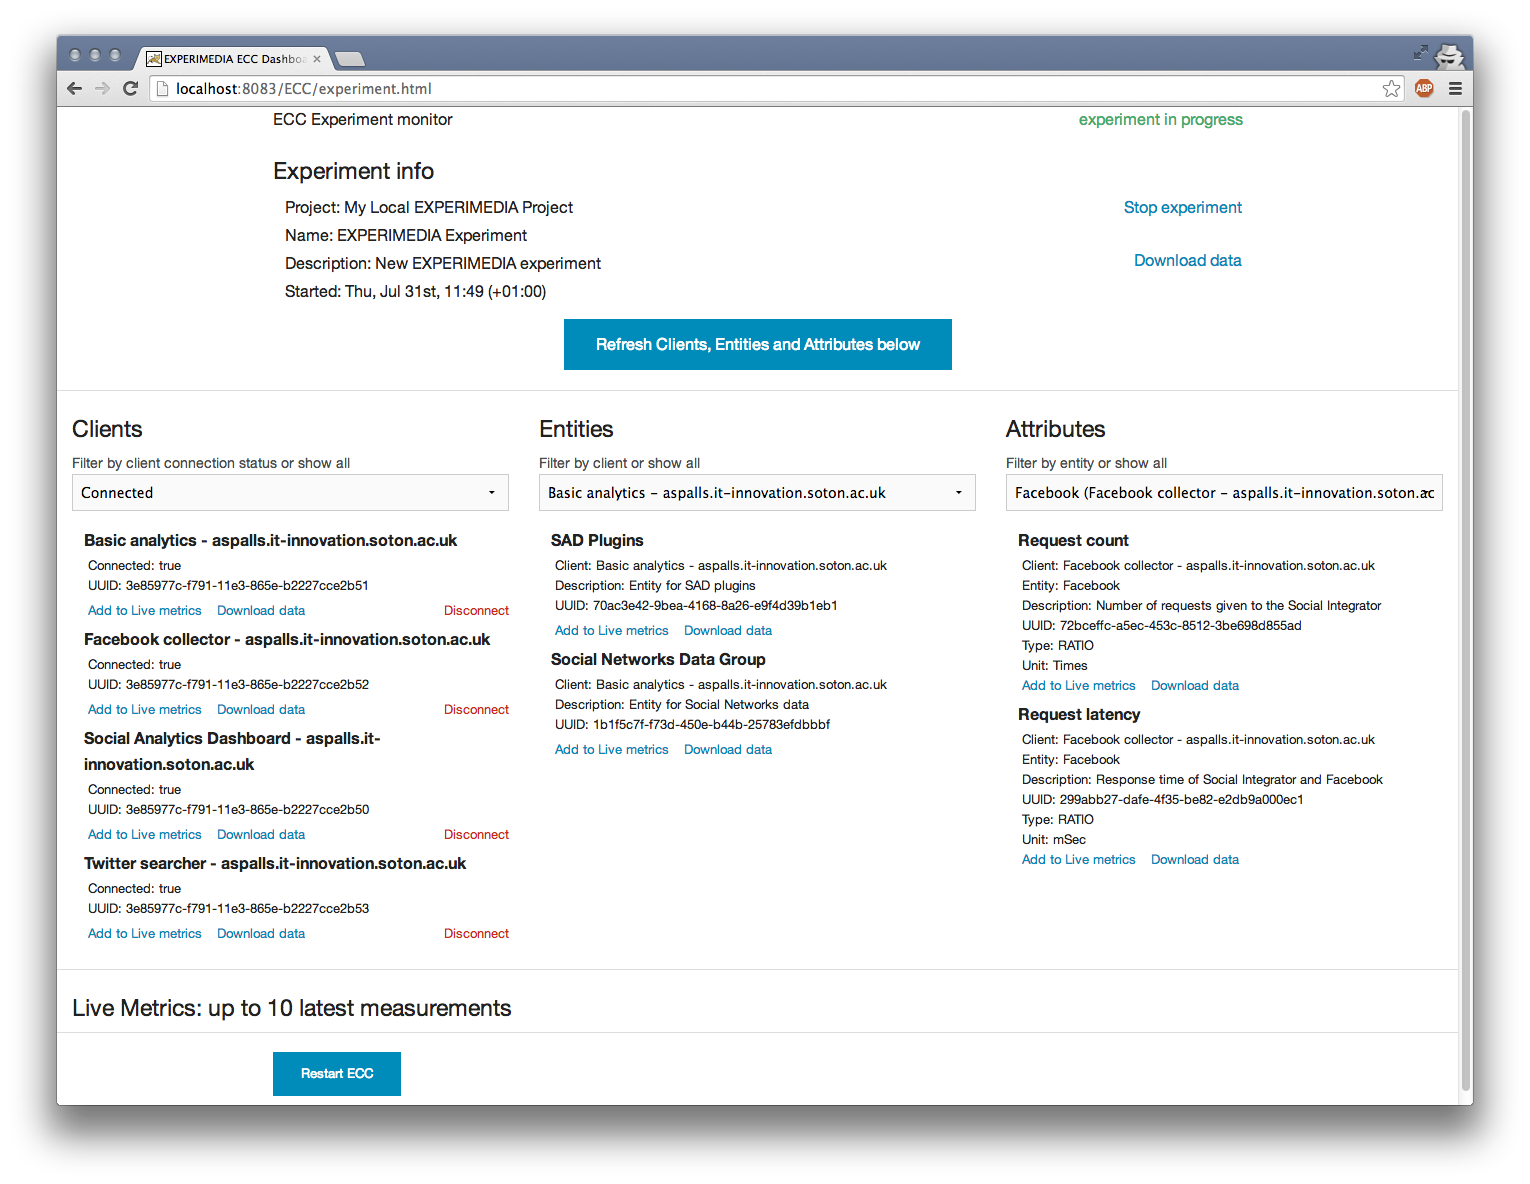 EXPERIMEDIA ECC Dashbo
localhost:8083/ECC/experiment.html
ABP
ECC Experiment monitor
experiment in progress
Experiment info
Project: My Local EXPERIMEDIA Project
Stop experiment
Name: EXPERIMEDIA Experiment
Description: New EXPERIMEDIA experiment
Download data
Started: Thu, Jul 31st, 11:49 (+01:00)
Refresh Clients, Entities and Attributes below
Clients
Filter by client connection status or show all
Connected
Basic analytics - aspalls.it-innovation.soton.ac.uk
Connected: true
UUID: 3e85977c-f791-11e3-865e-b2227cce2b51
Add to Live metrics Download data Disconnect
Facebook collector - aspalls.it-innovation.soton.ac.uk
Connected: true
UUID: 3e85977c-f791-11e3-865e-b2227cce2b52
Add to Live metrics Download data Disconnect
Social Analytics Dashboard - aspalls.it-
innovation.soton.ac.uk
Connected: true
UUID: 3e85977c-f791-11e3-865e-b2227cce2b50
Add to Live metrics Download data Disconnect
Twitter searcher - aspalls.it-innovation.soton.ac.uk
Connected: true
UUID: 3e85977c-f791-11e3-865e-b2227cce2b53
Add to Live metrics Download data Disconnect
Entities
Filter by client or show all
Basic analytics - aspalls.it-innovation.soton.ac.uk
SAD Plugins
Client: Basic analytics - aspalls.it-innovation.soton.ac.uk
Description: Entity for SAD plugins
UUID: 70ac3e42-9bea-4168-8a26-e9f4d39b1eb1
Add to Live metrics Download data
Social Networks Data Group
Client: Basic analytics - aspalls.it-innovation.soton.ac.uk
Description: Entity for Social Networks data
UUID: 1b1f5c7f-f73d-450e-b44b-25783efdbbbf
Add to Live metrics Download data
Attributes
Filter by entity or show all
Facebook (Facebook collector - aspalls.it-innovation.soton.ac
Request count
Client: Facebook collector - aspalls.it-innovation.soton.ac.uk
Entity: Facebook
Description: Number of requests given to the Social Integrator
UUID: 72bceffc-a5ec-453c-8512-3be698d855ad
Type: RATIO
Unit: Times
Add to Live metrics Download data
Request latency
Client: Facebook collector - aspalls.it-innovation.soton.ac.uk
Entity: Facebook
Description: Response time of Social Integrator and Facebook
UUID: 299abb27-dafe-4f35-be82-e2db9a000ec1
Type: RATIO
Unit: mSec
Add to Live metrics Download data
Live Metrics: up to 10 latest measurements
Restart ECC